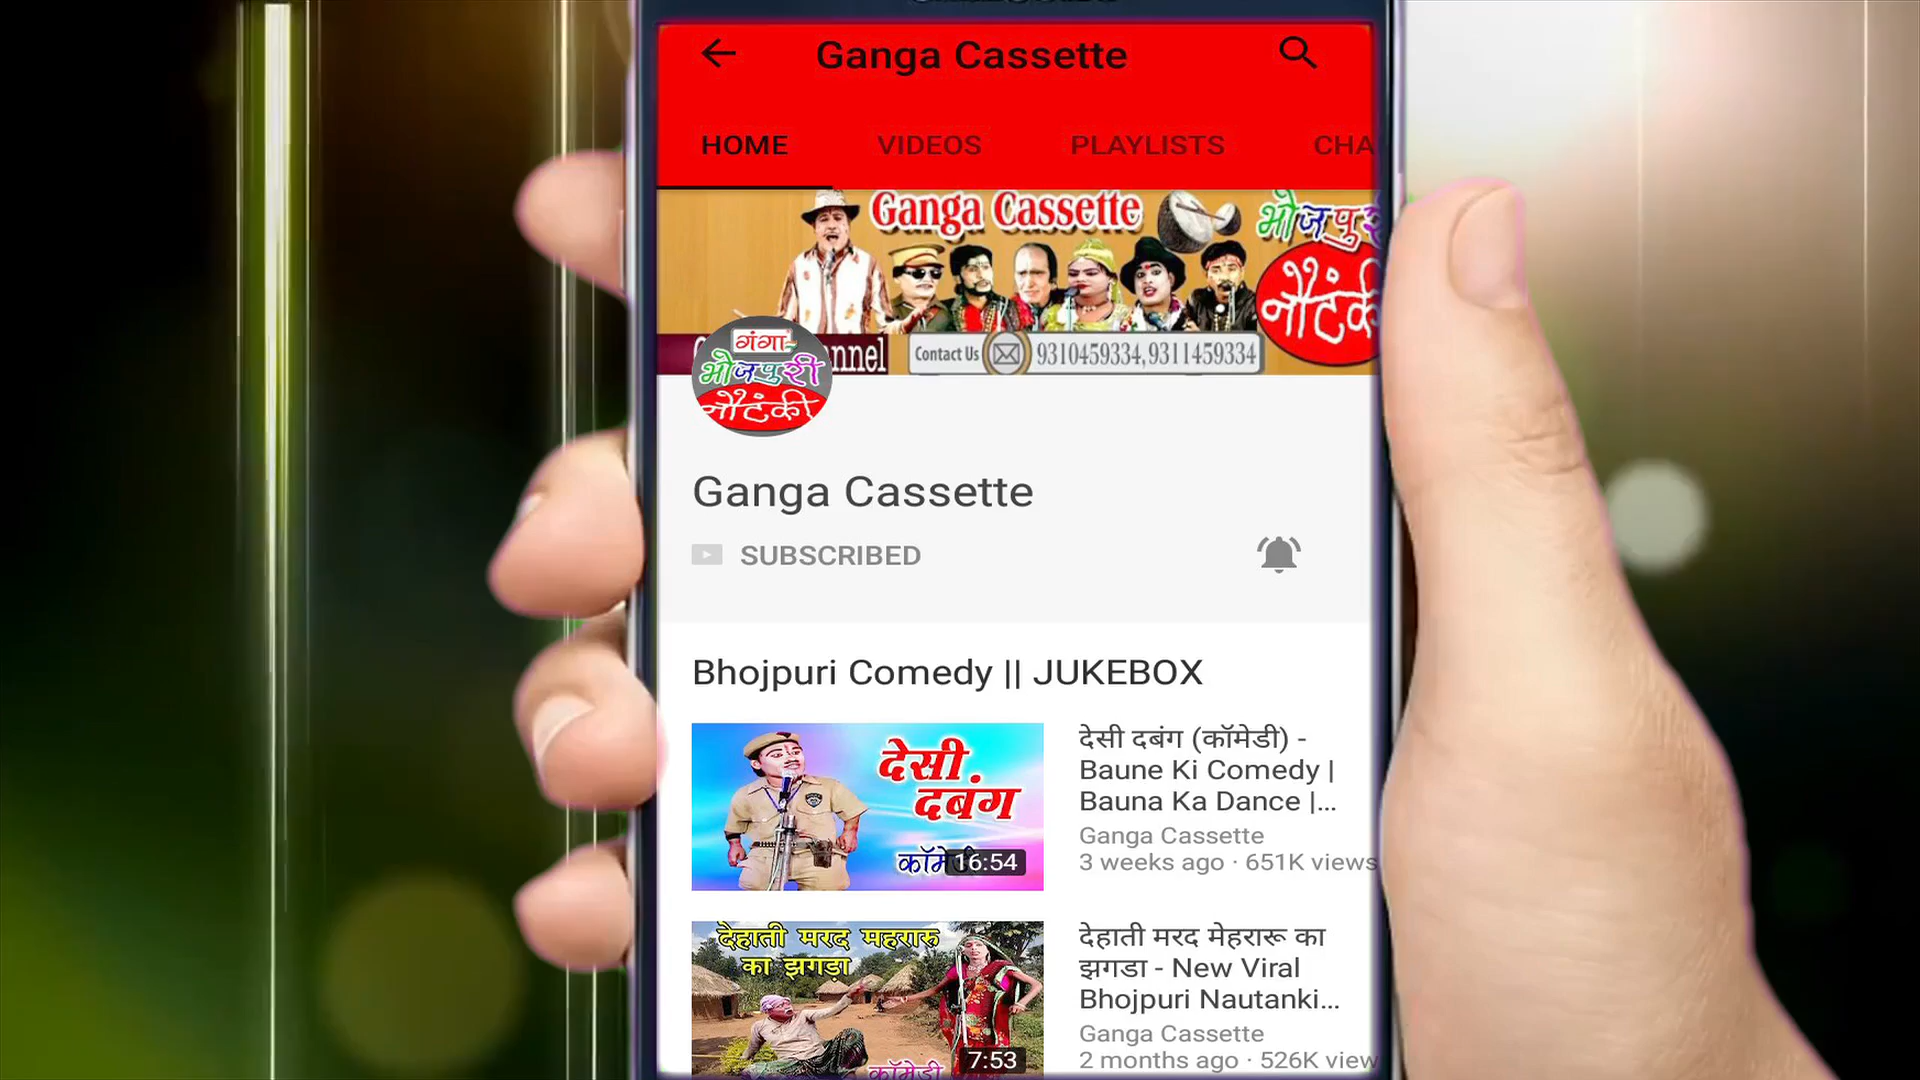 Ganga Cassette
HOME VIDEOS PLAYLISTS CHA
Ganga Cassette
भोजपुरी
नौटंकी
nnel
Contact Us 9310459334,9311459334
गंगा
भोजपुरी
नौटंकी
Ganga Cassette
SUBSCRIBED
Bhojpuri Comedy || JUKEBOX
देसी
दबंग
कॉमेडी
16:54
देसी दबंग (कॉमेडी) -
Baune Ki Comedy |
Bauna Ka Dance |...
Ganga Cassette
3 weeks ago · 651K views
देहाती मरद महरारु
का झगडा
कॉमेडी
7:53
देहाती मरद मेहरारू का
झगडा - New Viral
Bhojpuri Nautanki...
Ganga Cassette
2 months ago · 526K view